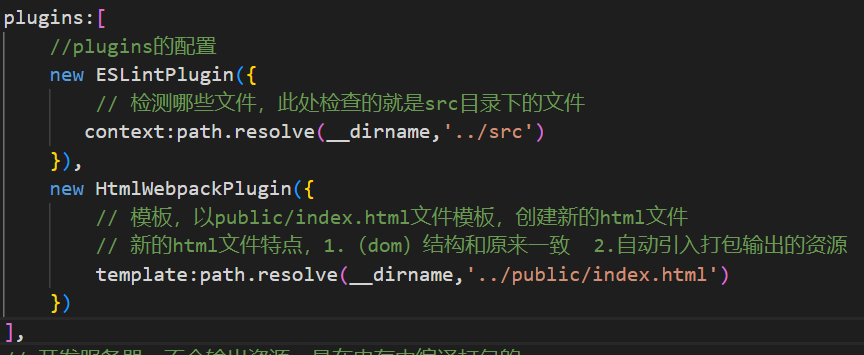 plugins:[
//plugins的配置
new ESLintPlugin({
// 检测哪些文件，此处检查的就是src目录下的文件
context:path.resolve(__dirname,'../src')
}),
new HtmlWebpackPlugin({
// 模板，以public/index.html文件模板，创建新的html文件
// 新的html文件特点，1.（dom）结构和原来一致  2.自动引入打包输出的资源
template:path.resolve(__dirname,'../public/index.html')
})
],